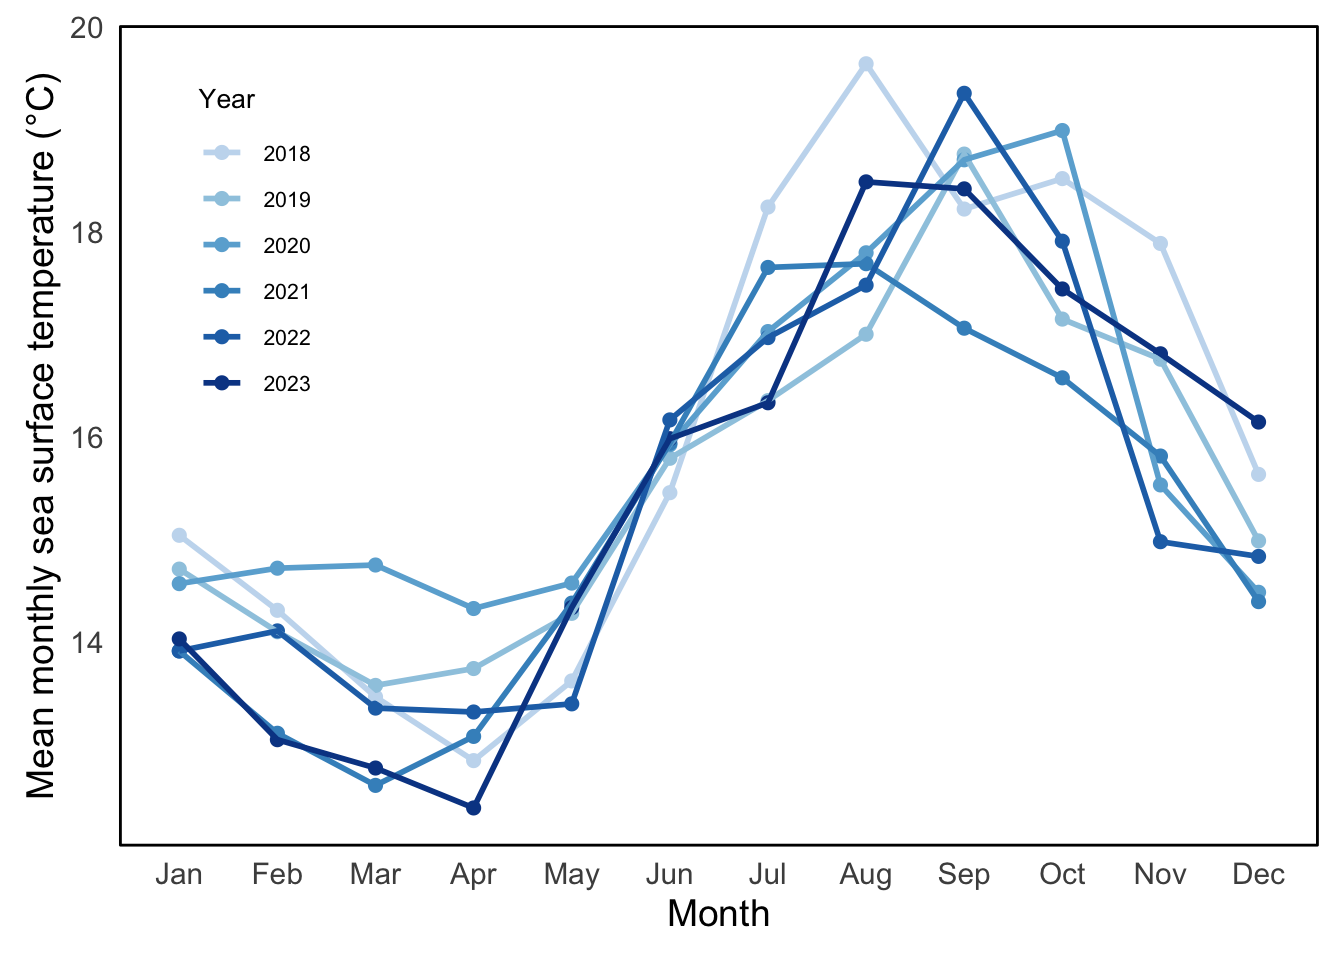 20
18
16
14
Mean monthly sea surface temperature (°C)
Year
2018
2019
2020
2021
2022
2023
Jan Feb Mar Apr May Jun Jul Aug Sep Oct Nov Dec
Month